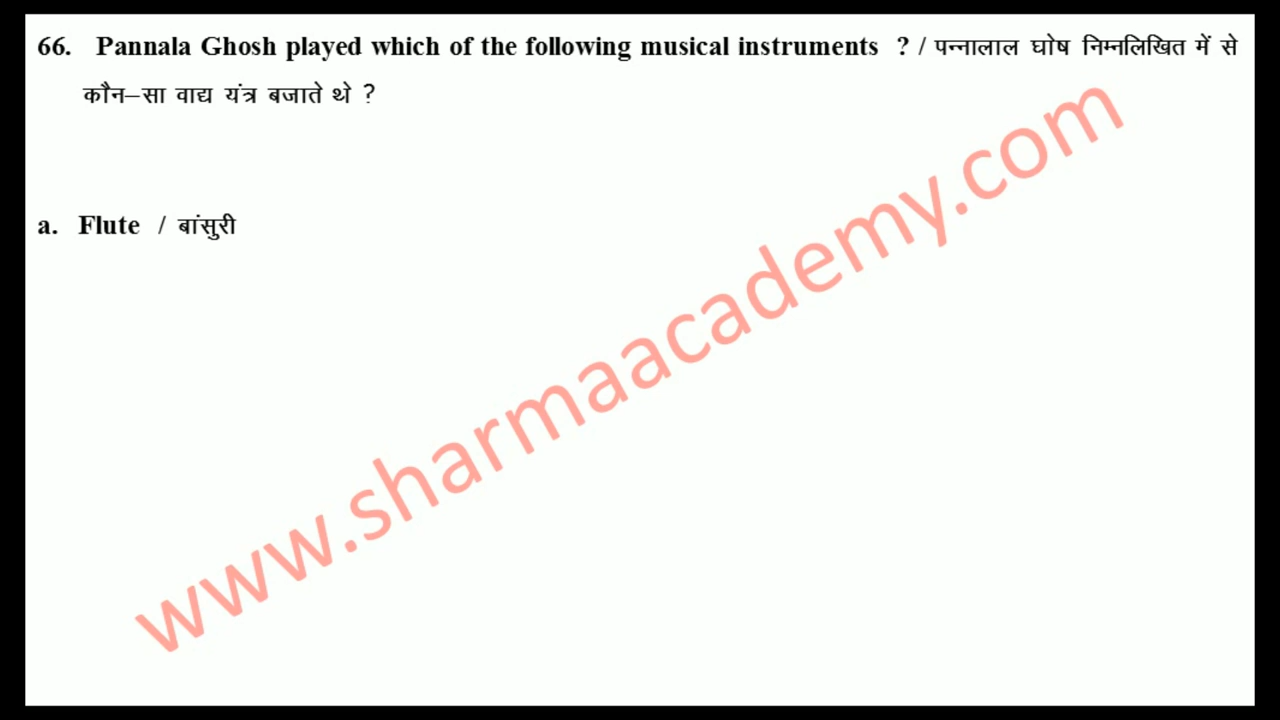 66. Pannala Ghosh played which of the following musical instruments ? / पन्नालाल घोष निम्नलिखित में से
कौन–सा वाद्य यंत्र बजाते थे ?
a. Flute / बांसुरी
www.sharmaacademy.com